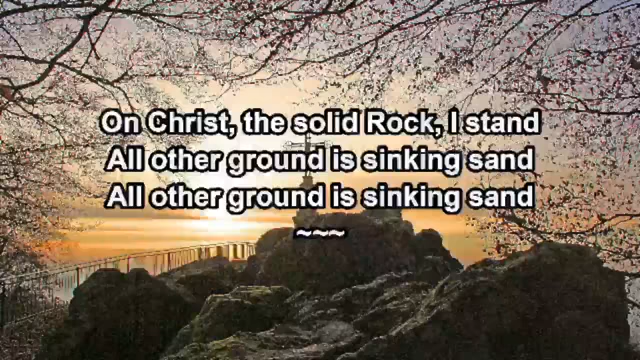 On Christ, the solid Rock, I stand
All other ground is sinking sand
All other ground is sinking sand
~~~